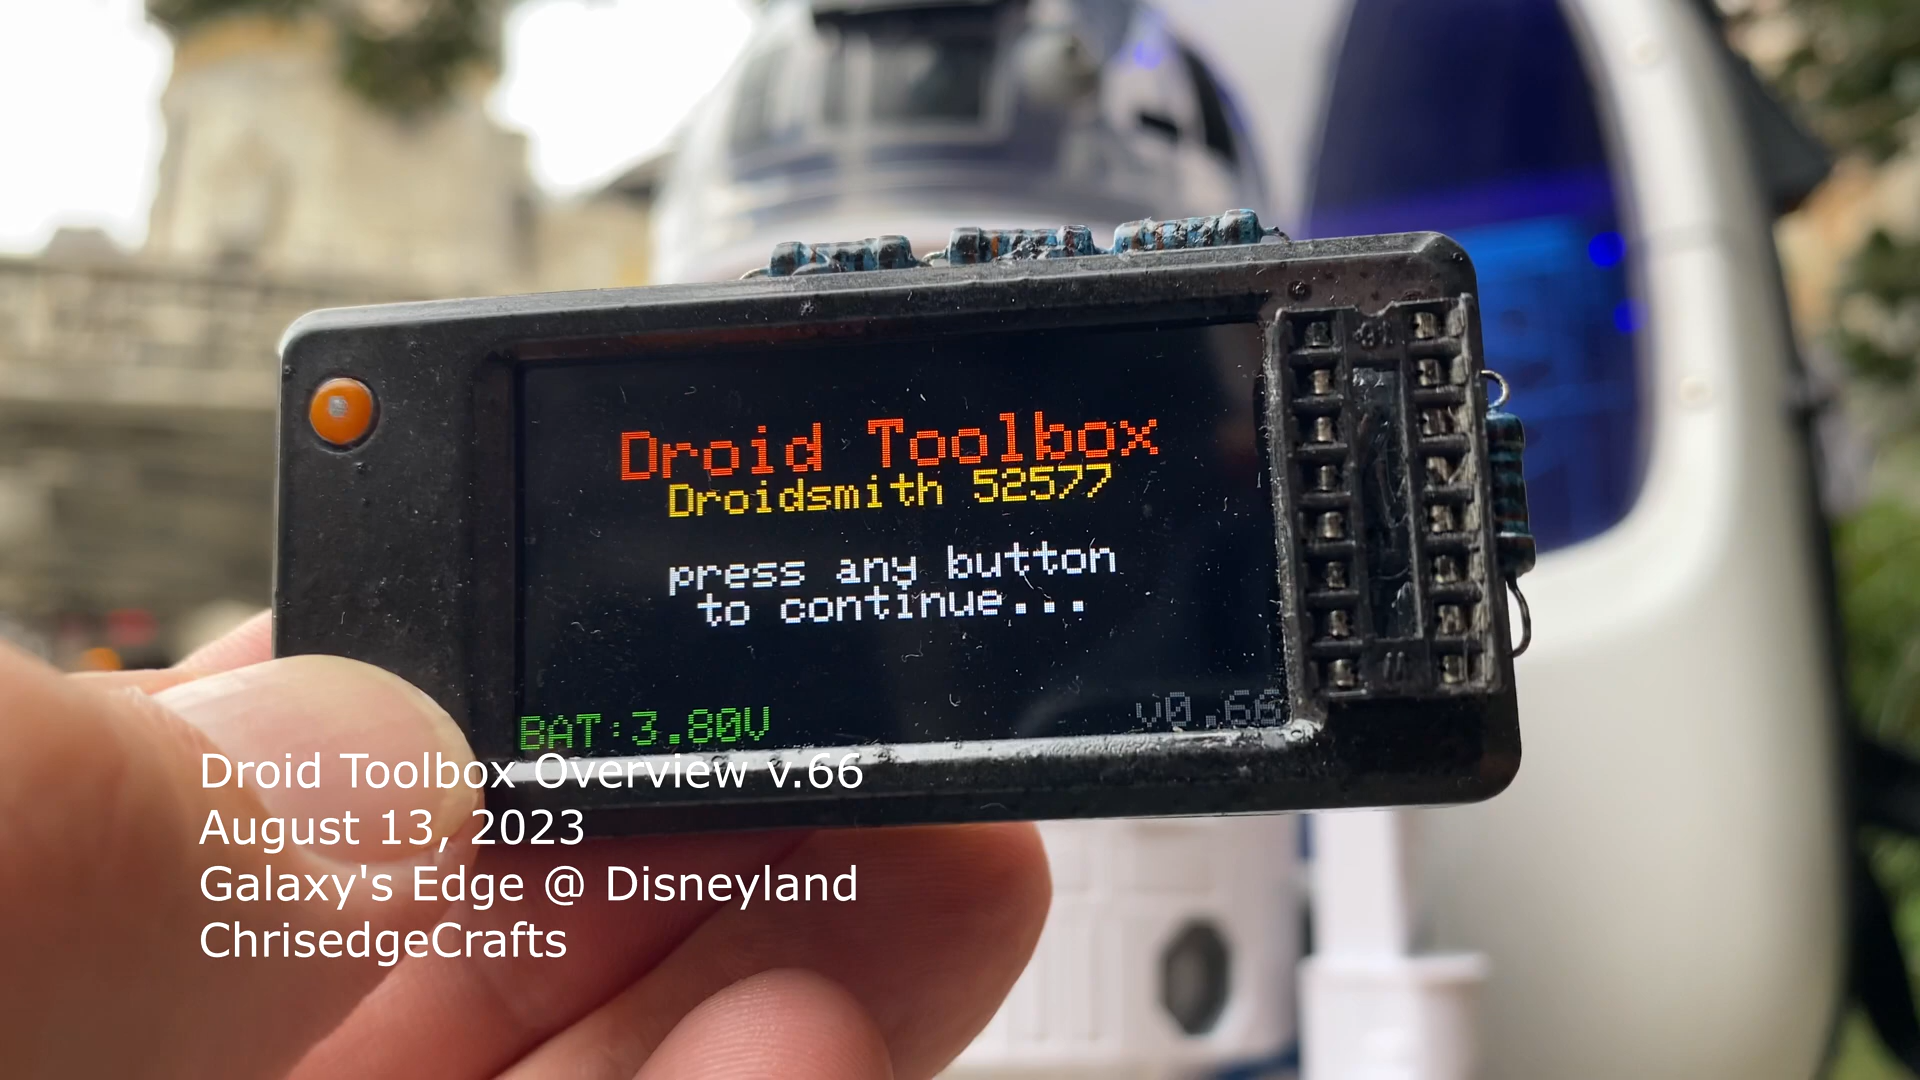 Droid Toolbox
Droidsmith 52577
press any button
to continue...
BAT:3.80V
v0.66
Droid Toolbox Overview v.66
August 13, 2023
Galaxy's Edge @ Disneyland
ChrisedgeCrafts